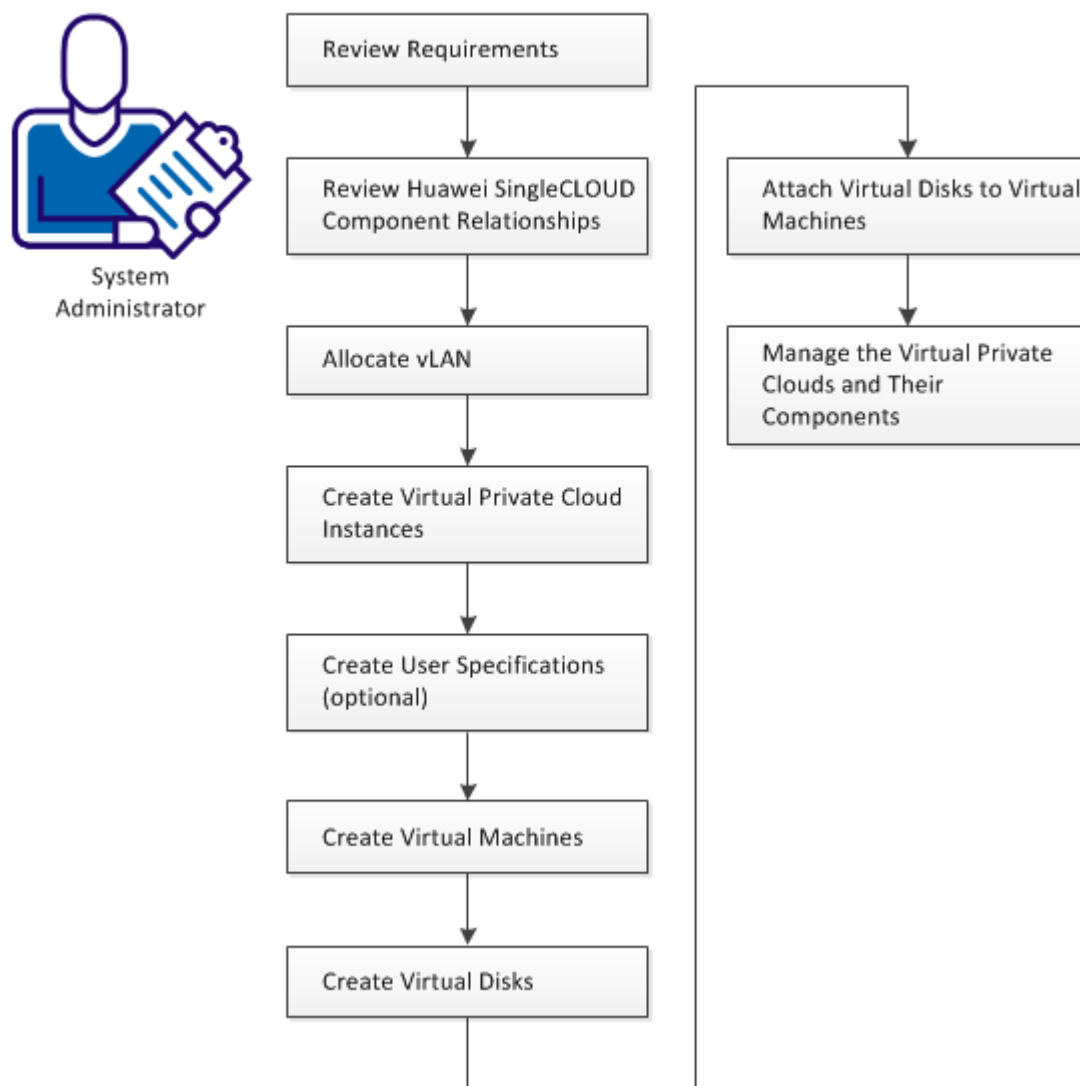 System
Administrator
Review Requirements
Review Huawei SingleCLOUD
Component Relationships
Allocate vLAN
Create Virtual Private Cloud
Instances
Create User Specifications
(optional)
Create Virtual Machines
Create Virtual Disks
Attach Virtual Disks to Virtual
Machines
Manage the Virtual Private
Clouds and Their
Components